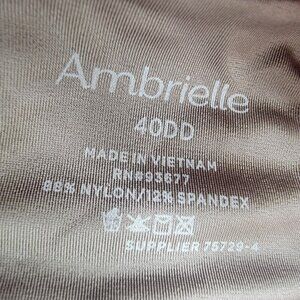 Ambrielle
40DD
MADE IN VIETNAM
RN#93677
88% NYLON/12% SPANDEX
SUPPLIER 75729-4